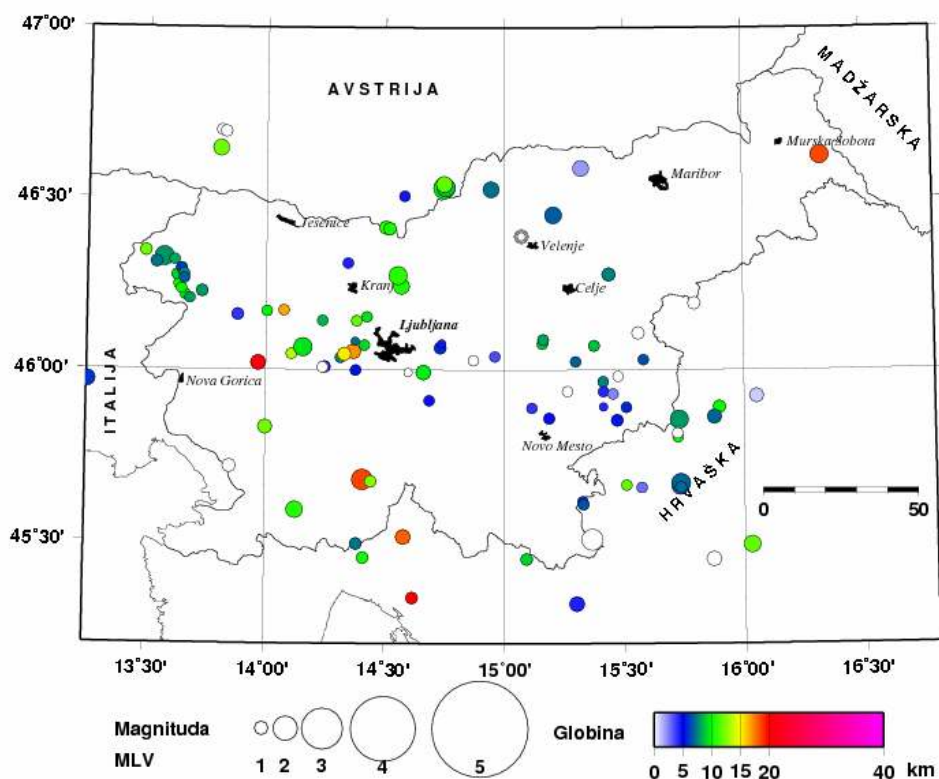 47°00'
46°30'
46°00'
45°30'
AVSTRIJA
MADŽARSKA
Murska Sobota
Maribor
Jesenice
Velenje
Kranj
Celje
Ljubljana
ITALIJA
Nova Gorica
Novo Mesto
HRVAŠKA
0 50
13°30' 14°00' 14°30' 15°00' 15°30' 16°00' 16°30'
Magnituda
MLV
1 2 3 4 5
Globina
0 5 10 15 20 40 km